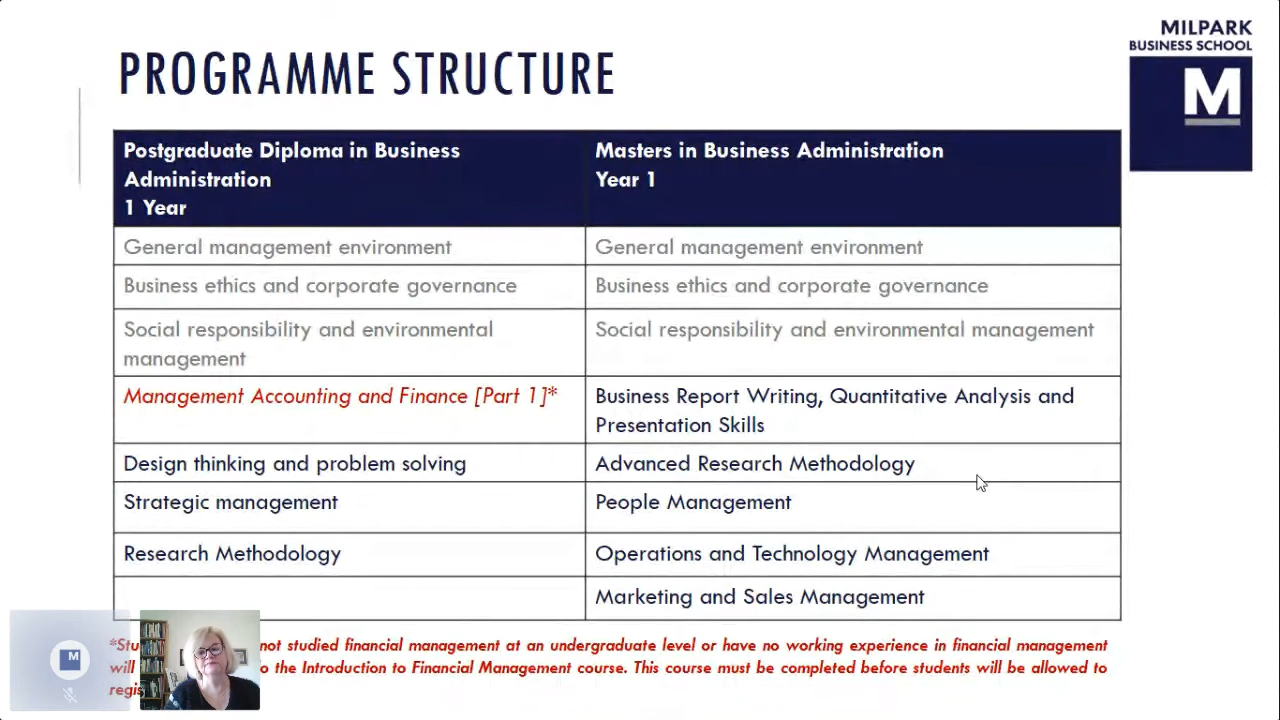 MILPARK
BUSINESS SCHOOL
M
PROGRAMME STRUCTURE
Postgraduate Diploma in Business
Administration
1 Year
Masters in Business Administration
Year 1
General management environment
General management environment
Business ethics and corporate governance
Business ethics and corporate governance
Social responsibility and environmental
management
Social responsibility and environmental management
Management Accounting and Finance [Part 1]*
Business Report Writing, Quantitative Analysis and
Presentation Skills
Design thinking and problem solving
Advanced Research Methodology
Strategic management
People Management
Research Methodology
Operations and Technology Management
Marketing and Sales Management
not studied financial management at an undergraduate level or have no working experience in financial management
will the Introduction to Financial Management course. This course must be completed before students will be allowed to
M